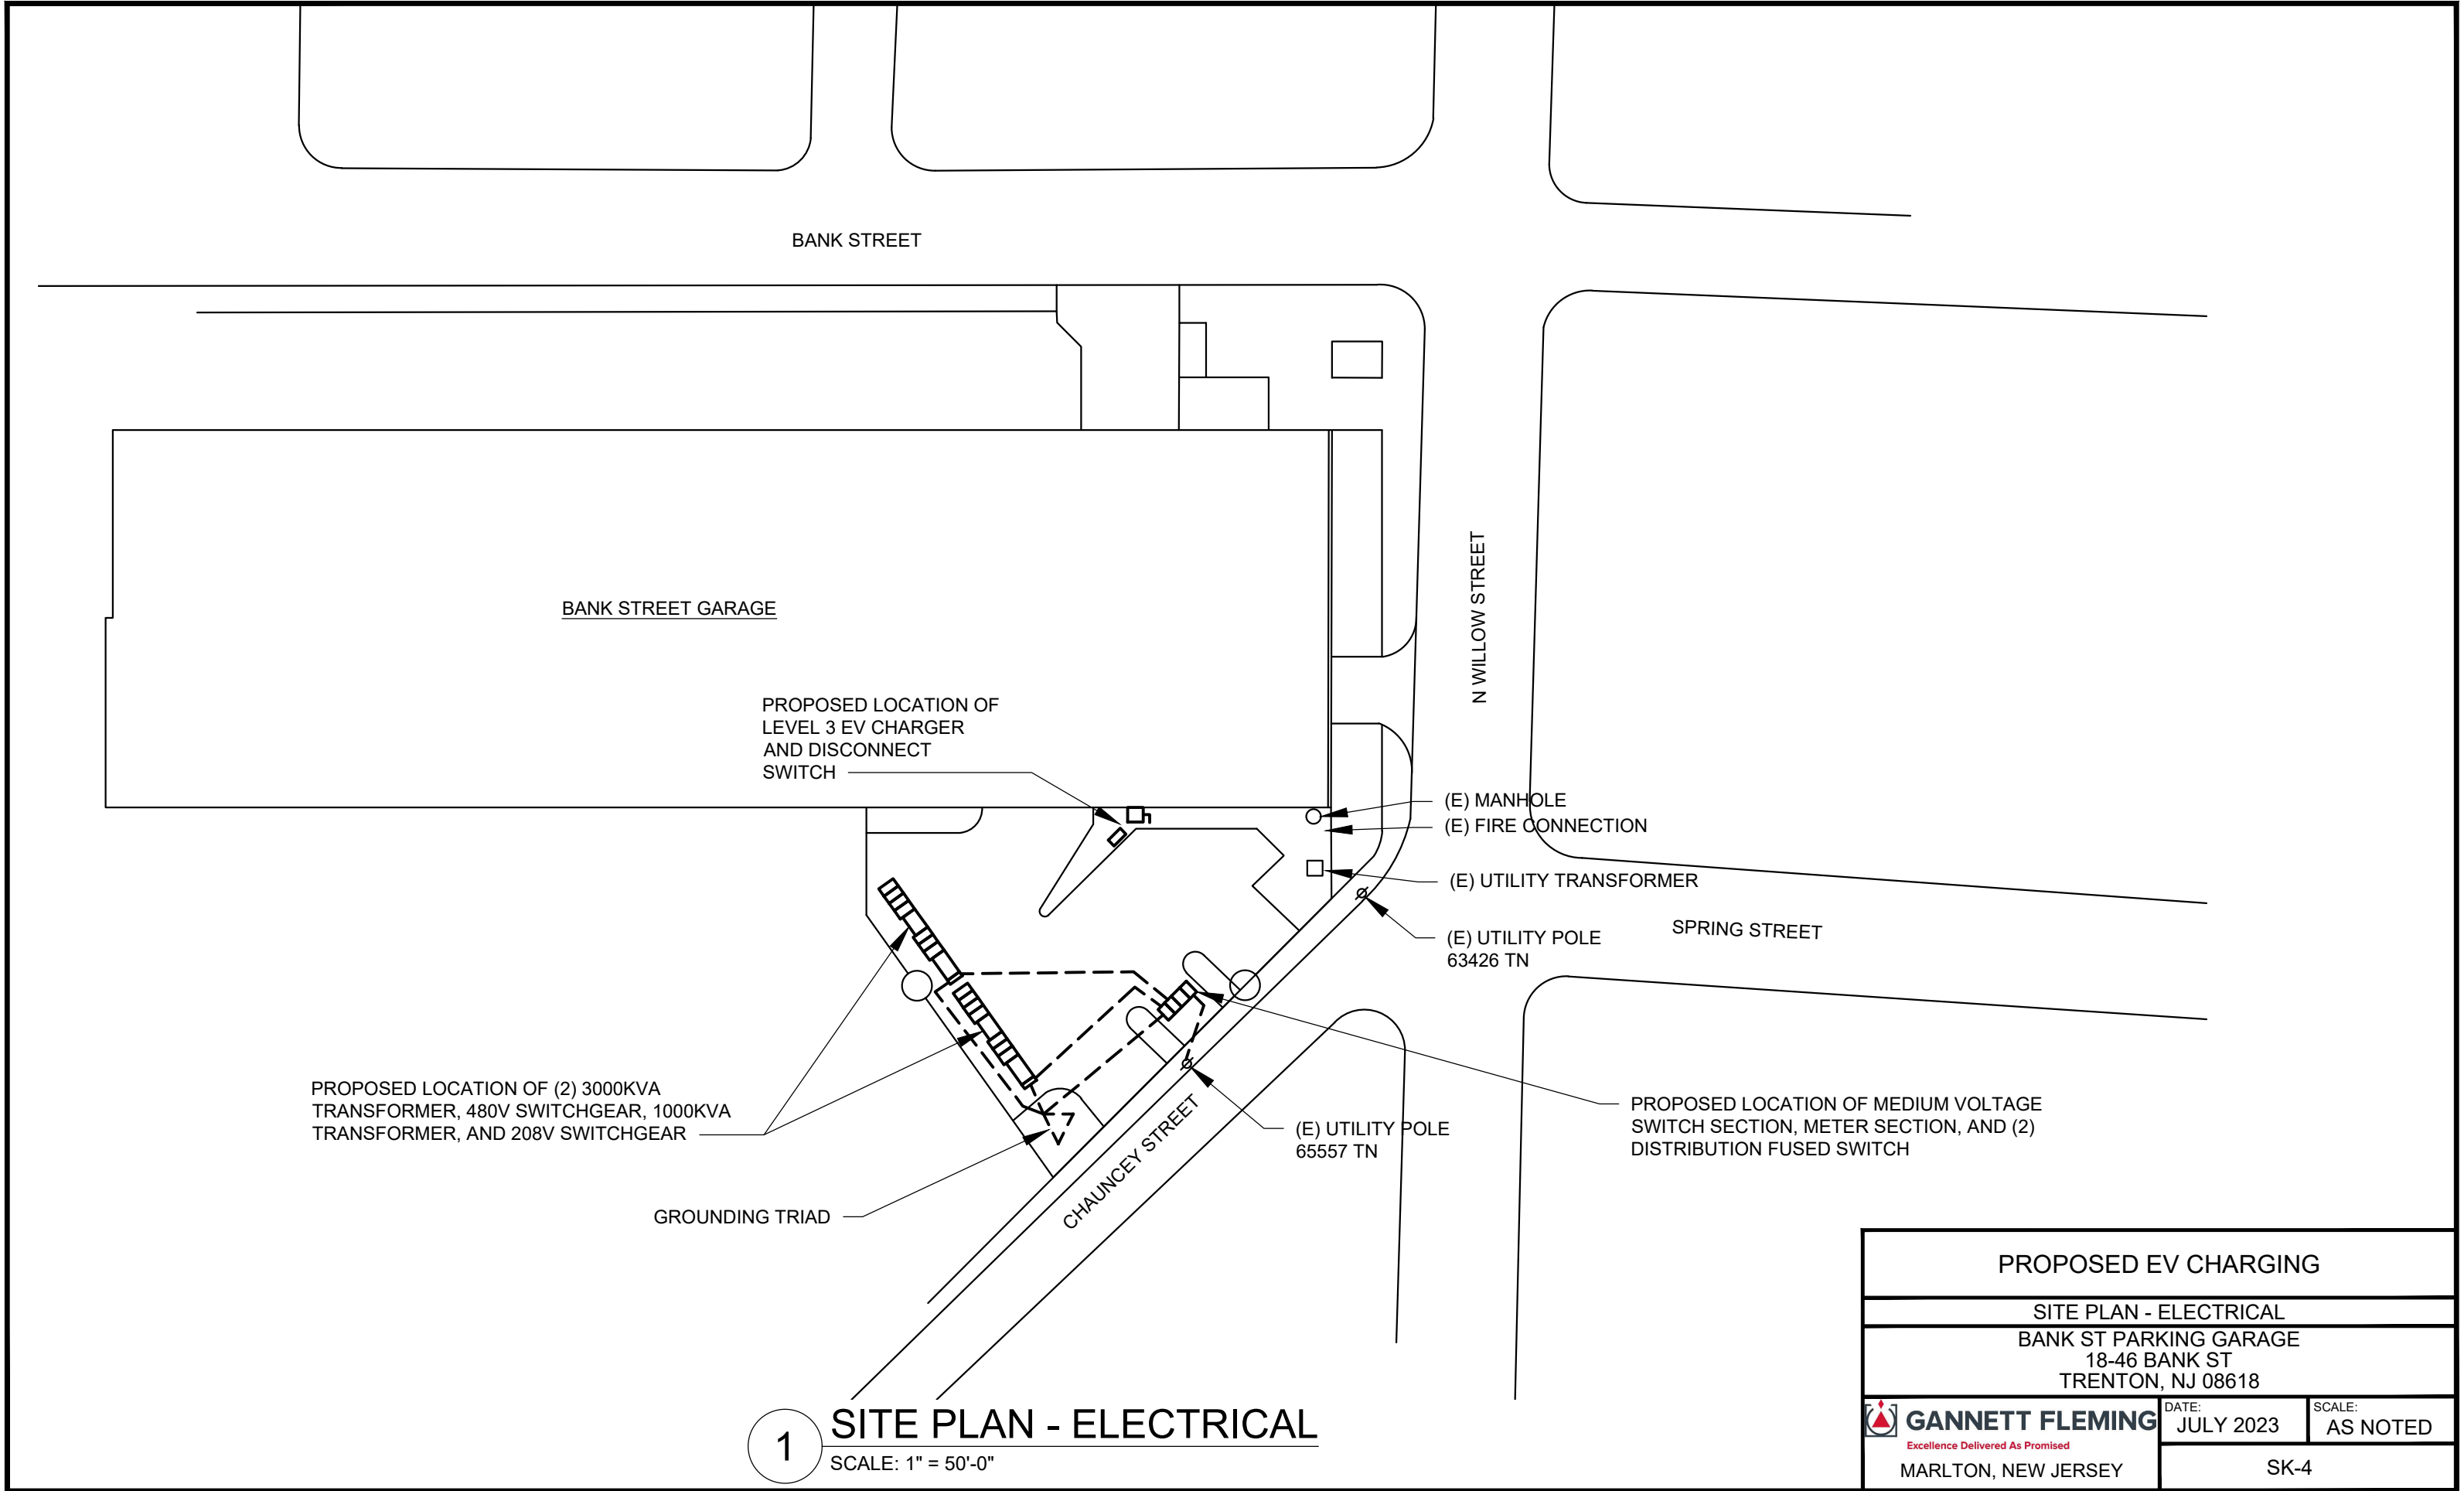 BANK STREET
BANK STREET GARAGE
N WILLOW STREET
PROPOSED LOCATION OF
LEVEL 3 EV CHARGER
AND DISCONNECT
SWITCH
(E) MANHOLE
(E) FIRE CONNECTION
(E) UTILITY TRANSFORMER
(E) UTILITY POLE
63426 TN
SPRING STREET
PROPOSED LOCATION OF (2) 3000KVA
TRANSFORMER, 480V SWITCHGEAR, 1000KVA
TRANSFORMER, AND 208V SWITCHGEAR
(E) UTILITY POLE
65557 TN
PROPOSED LOCATION OF MEDIUM VOLTAGE
SWITCH SECTION, METER SECTION, AND (2)
DISTRIBUTION FUSED SWITCH
CHAUNCEY STREET
GROUNDING TRIAD
1
SITE PLAN - ELECTRICAL
SCALE: 1" = 50'-0"
PROPOSED EV CHARGING
SITE PLAN - ELECTRICAL
BANK ST PARKING GARAGE
18-46 BANK ST
TRENTON, NJ 08618
GANNETT FLEMING
Excellence Delivered As Promised
MARLTON, NEW JERSEY
DATE:
JULY 2023
SCALE:
AS NOTED
SK-4